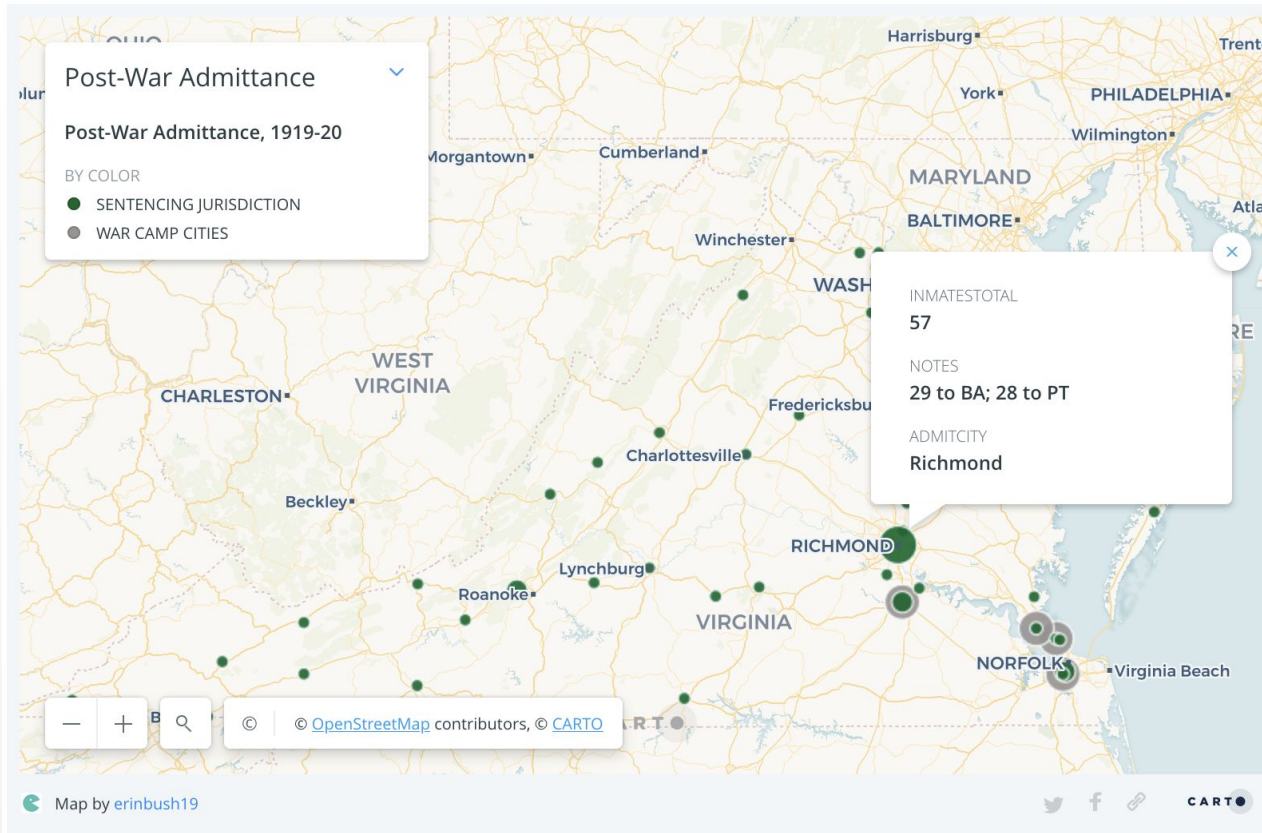 OHIO
Harrisburg
Trent
Post-War Admittance
York
PHILADELPHIA
Post-War Admittance, 1919-20
Wilmington
Morgantown
Cumberland
BY COLOR
MARYLAND
SENTENCING JURISDICTION
BALTIMORE
Atla
WAR CAMP CITIES
Winchester
WASH
INMATESTOTAL
57
RE
WEST
VIRGINIA
NOTES
29 to BA; 28 to PT
CHARLESTON
Fredericksbu
ADMITCITY
Richmond
Charlottesville
Beckley
RICHMOND
Lynchburg
Roanoke
VIRGINIA
NORFOLK
Virginia Beach
B
© © OpenStreetMap contributors, © CARTO
ART
Map by erinbush19
CARTO